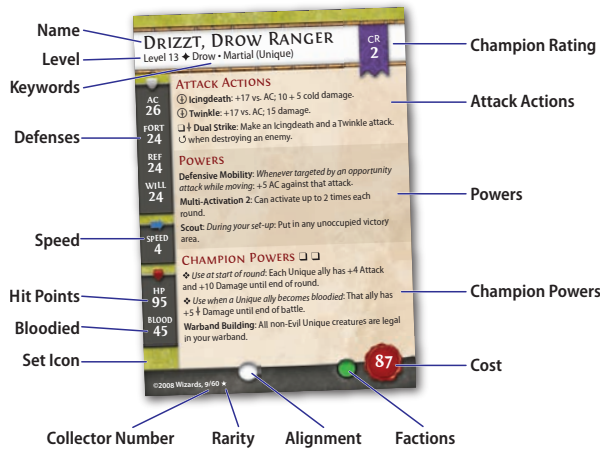 Name
Level
Keywords
Defenses
Speed
Hit Points
Bloodied
Set Icon
DRIZZT, DROW RANGER
Level 13 ✦ Drow • Martial (Unique)
CR
2
AC
26
FORT
24
REF
24
WILL
24
SPEED
4
HP
95
BLOOD
45
ATTACK ACTIONS
Icingdeath: +17 vs. AC; 10 + 5 cold damage.
Twinkle: +17 vs. AC; 15 damage.
❑ Dual Strike: Make an Icingdeath and a Twinkle attack.
↺ when destroying an enemy.
POWERS
Defensive Mobility: Whenever targeted by an opportunity
attack while moving: +5 AC against that attack.
Multi-Activation 2: Can activate up to 2 times each
round.
Scout: During your set-up: Put in any unoccupied victory
area.
CHAMPION POWERS ❑ ❑
❖ Use at start of round: Each Unique ally has +4 Attack
and +10 Damage until end of round.
❖ Use when a Unique ally becomes bloodied: That ally has
+5 Damage until end of battle.
Warband Building: All non-Evil Unique creatures are legal
in your warband.
©2008 Wizards, 9/60 ★
87
Champion Rating
Attack Actions
Powers
Champion Powers
Cost
Collector Number
Rarity
Alignment
Factions